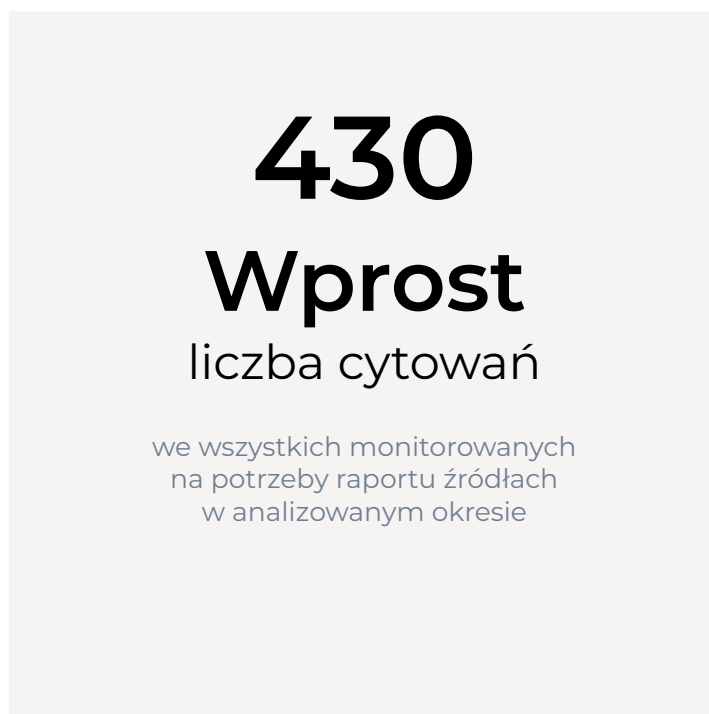 430
Wprost
liczba cytowań
we wszystkich monitorowanych
na potrzeby raportu źródłach
w analizowanym okresie